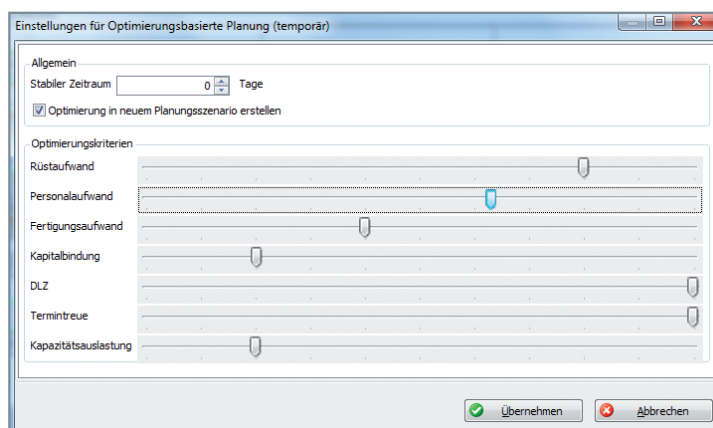 Einstellungen für Optimierungsbasierte Planung (temporär)
Allgemein
Stabiler Zeitraum 0 Tage
Optimierung in neuem Planungsszenario erstellen
Optimierungskriterien
Rüstaufwand
Personalaufwand
Fertigungsaufwand
Kapitalbindung
DLZ
Termintreue
Kapazitätsauslastung
Übernehmen Abbrechen